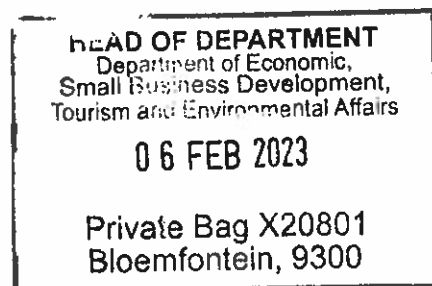 HEAD OF DEPARTMENT
Department of Economic,
Small Business Development,
Tourism and Environmental Affairs
06 FEB 2023
Private Bag X20801
Bloemfontein, 9300